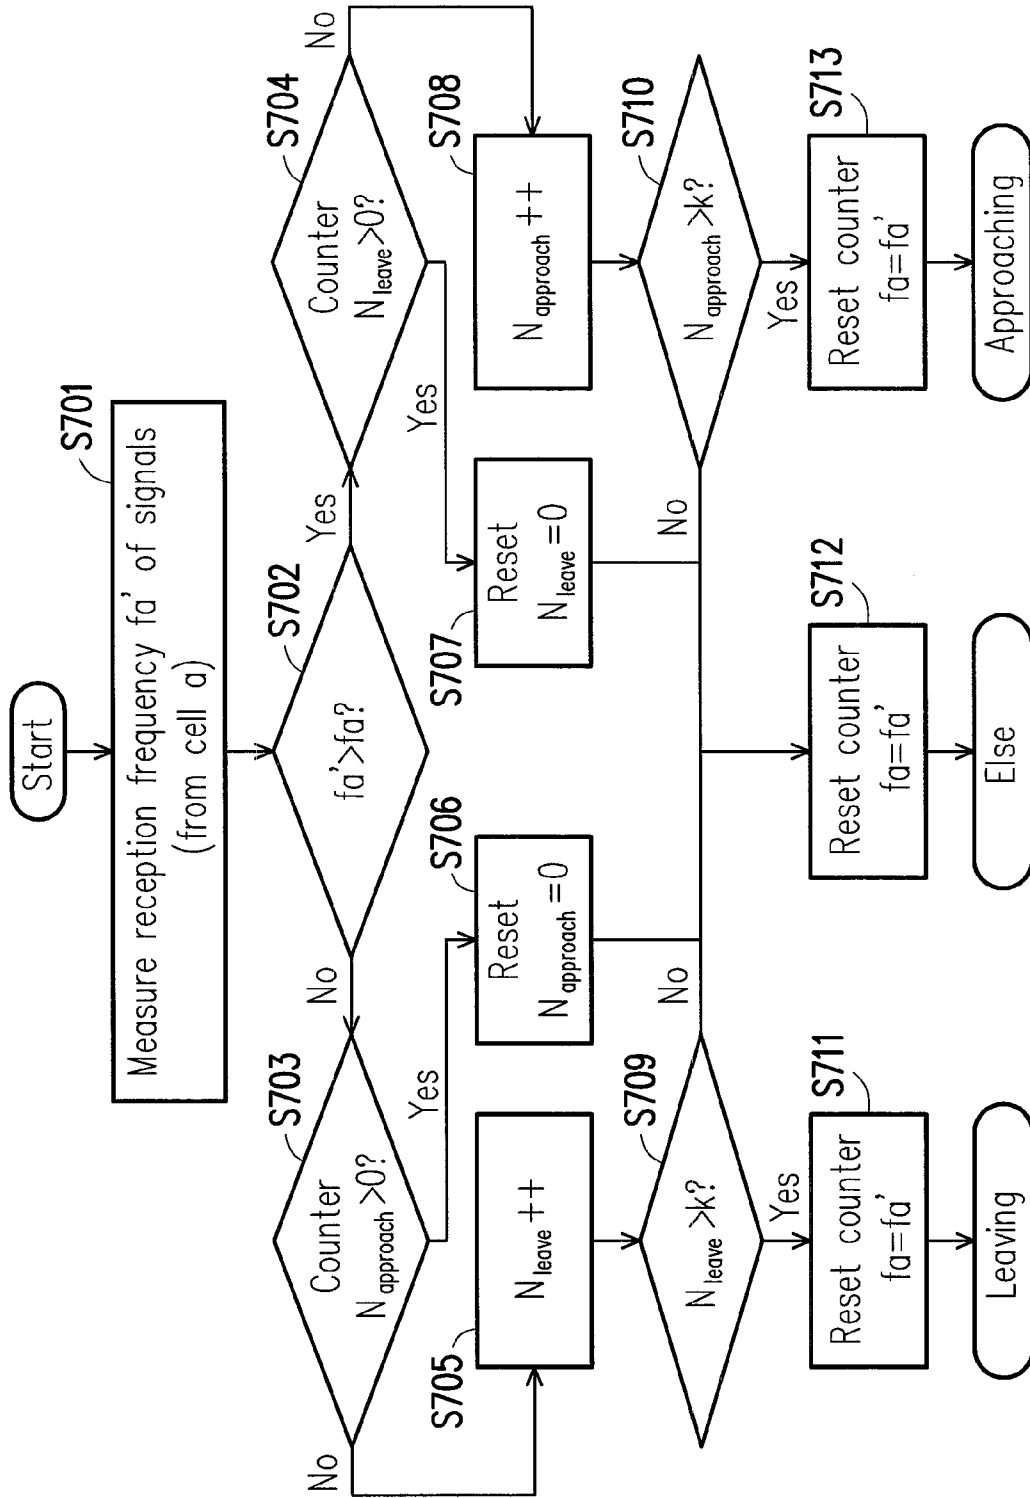 Start
S701
Measure reception frequency fa' of signals
(from cell a)
S702
fa'>fa?
No
Yes
S703
Counter
Napproach>0?
S704
Counter
Nleave>0?
No
Yes
Yes
No
S705
Nleave++
S706
Reset
Napproach=0
S707
Reset
Nleave=0
S708
Napproach++
S709
Nleave>k?
No
Yes
S710
Napproach>k?
No
Yes
S711
Reset counter
fa=fa'
S712
Reset counter
fa=fa'
S713
Reset counter
fa=fa'
Leaving
Else
Approaching